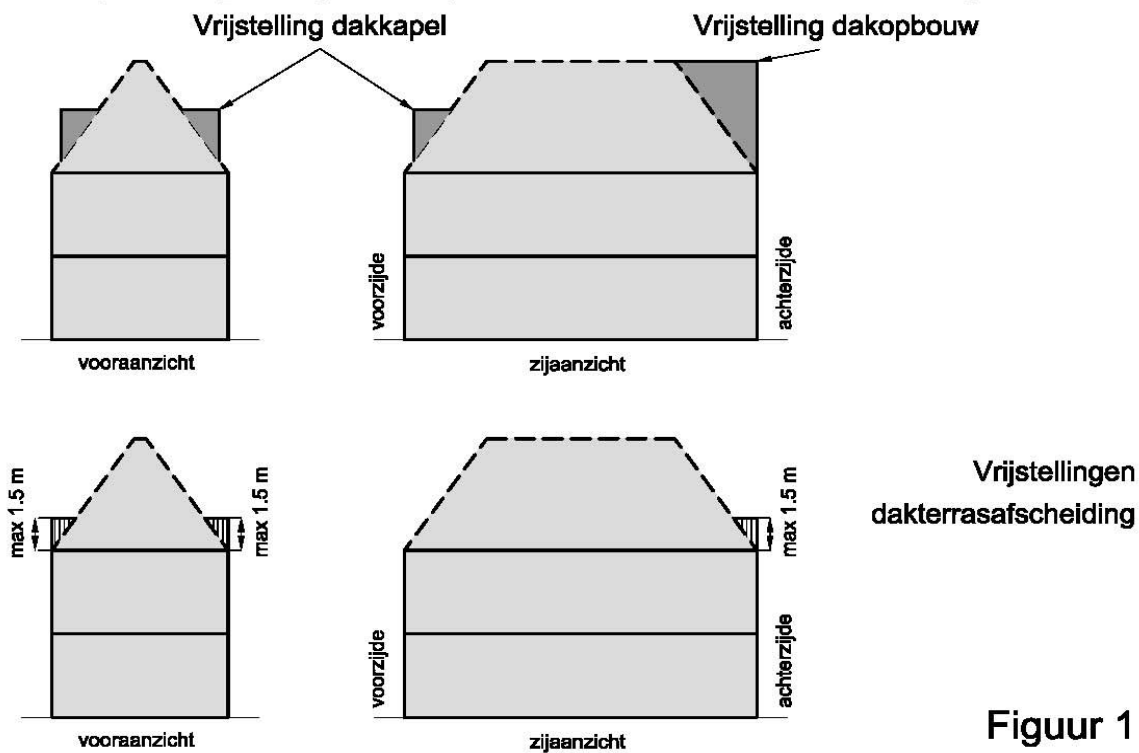 Vrijstelling dakkapel
Vrijstelling dakopbouw
voorzijde
achterzijde
vooraanzicht
zijaanzicht
max 1.5 m
max 1.5 m
max 1.5 m
Vrijstellingen
dakterrasafscheiding
voorzijde
achterzijde
vooraanzicht
zijaanzicht
Figuur 1